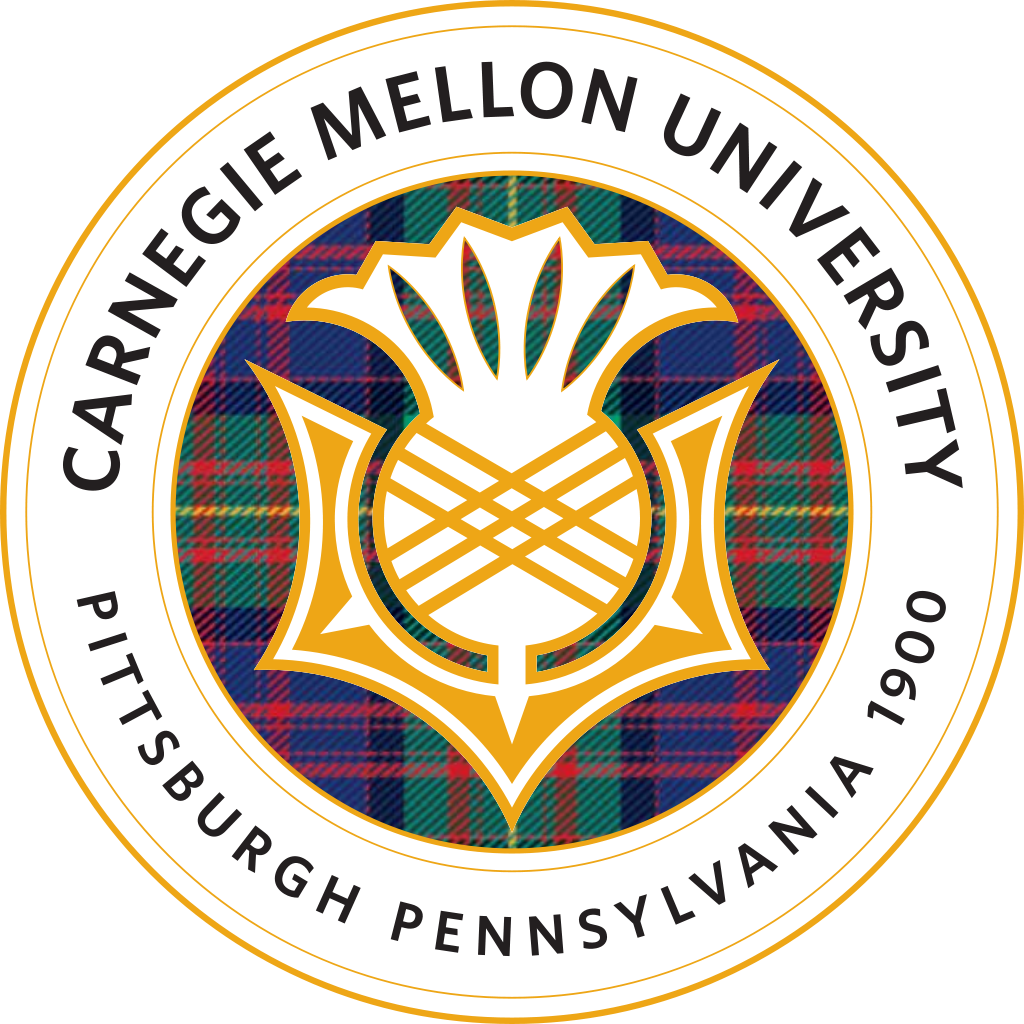 CARNEGIE MELLON UNIVERSITY
PITTSBURGH PENNSYLVANIA 1900